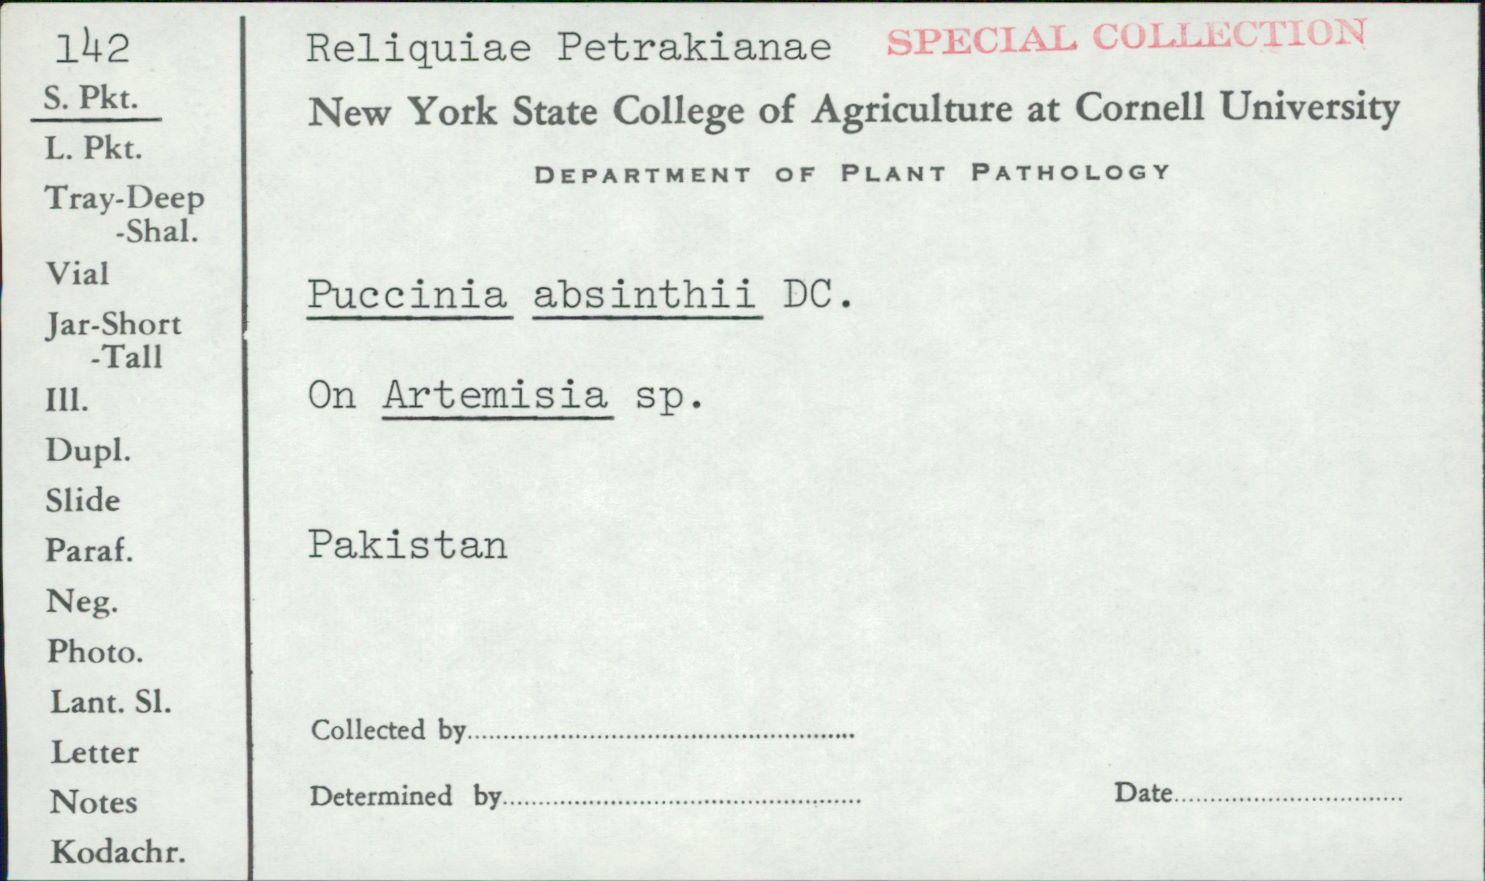 142
S. Pkt.
L. Pkt.
Tray-Deep
-Shal.
Vial
Jar-Short
-Tall
Ill.
Dupl.
Slide
Paraf.
Neg.
Photo.
Lant. Sl.
Letter
Notes
Kodachr.
Reliquiae Petrakianae SPECIAL COLLECTION
New York State College of Agriculture at Cornell University
DEPARTMENT OF PLANT PATHOLOGY
Puccinia absinthii DC.
On Artemisia sp.
Pakistan
Collected by
Determined by Date